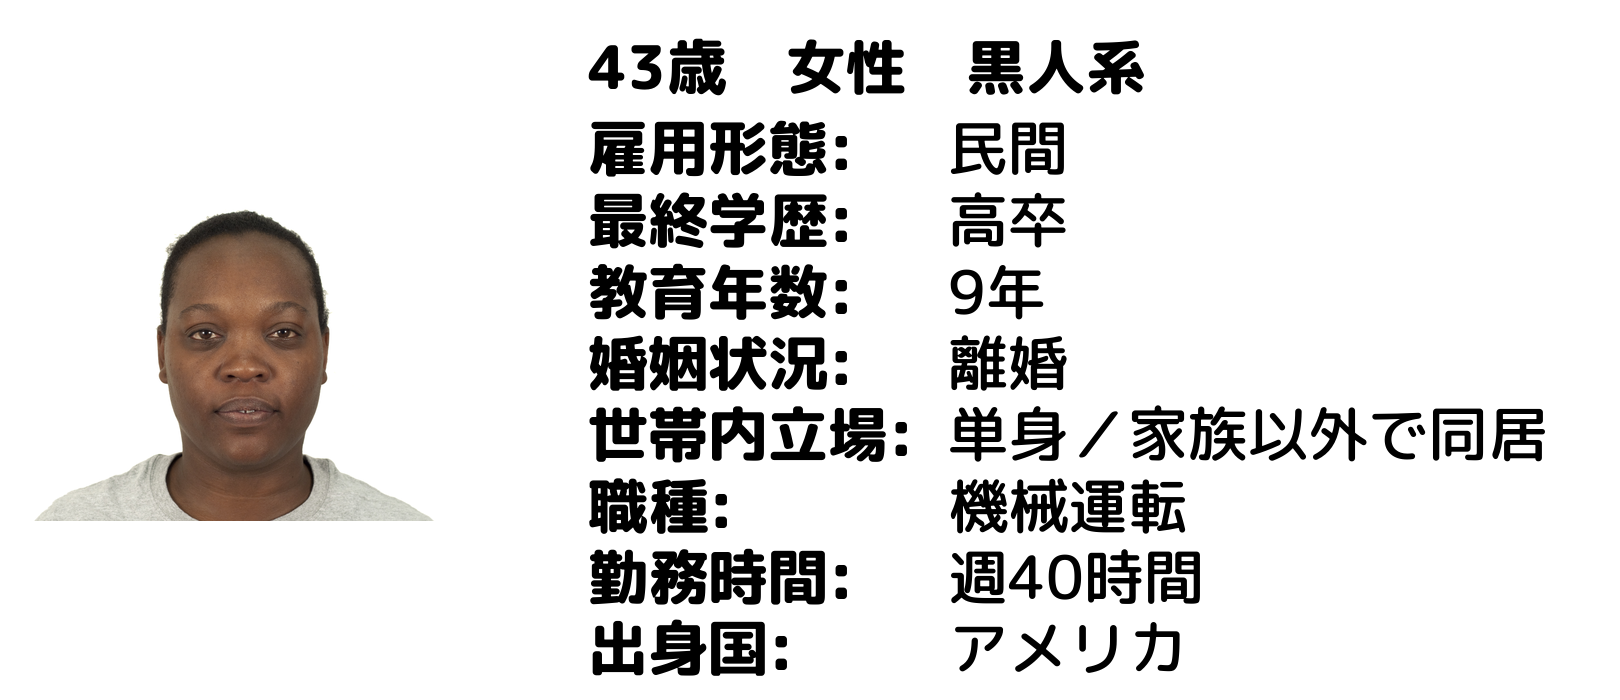 43歳　女性　黒人系
雇用形態:　民間
最終学歴:　高卒
教育年数:　9年
婚姻状況:　離婚
世帯内立場:　単身／家族以外で同居
職種:　機械運転
勤務時間:　週40時間
出身国:　アメリカ